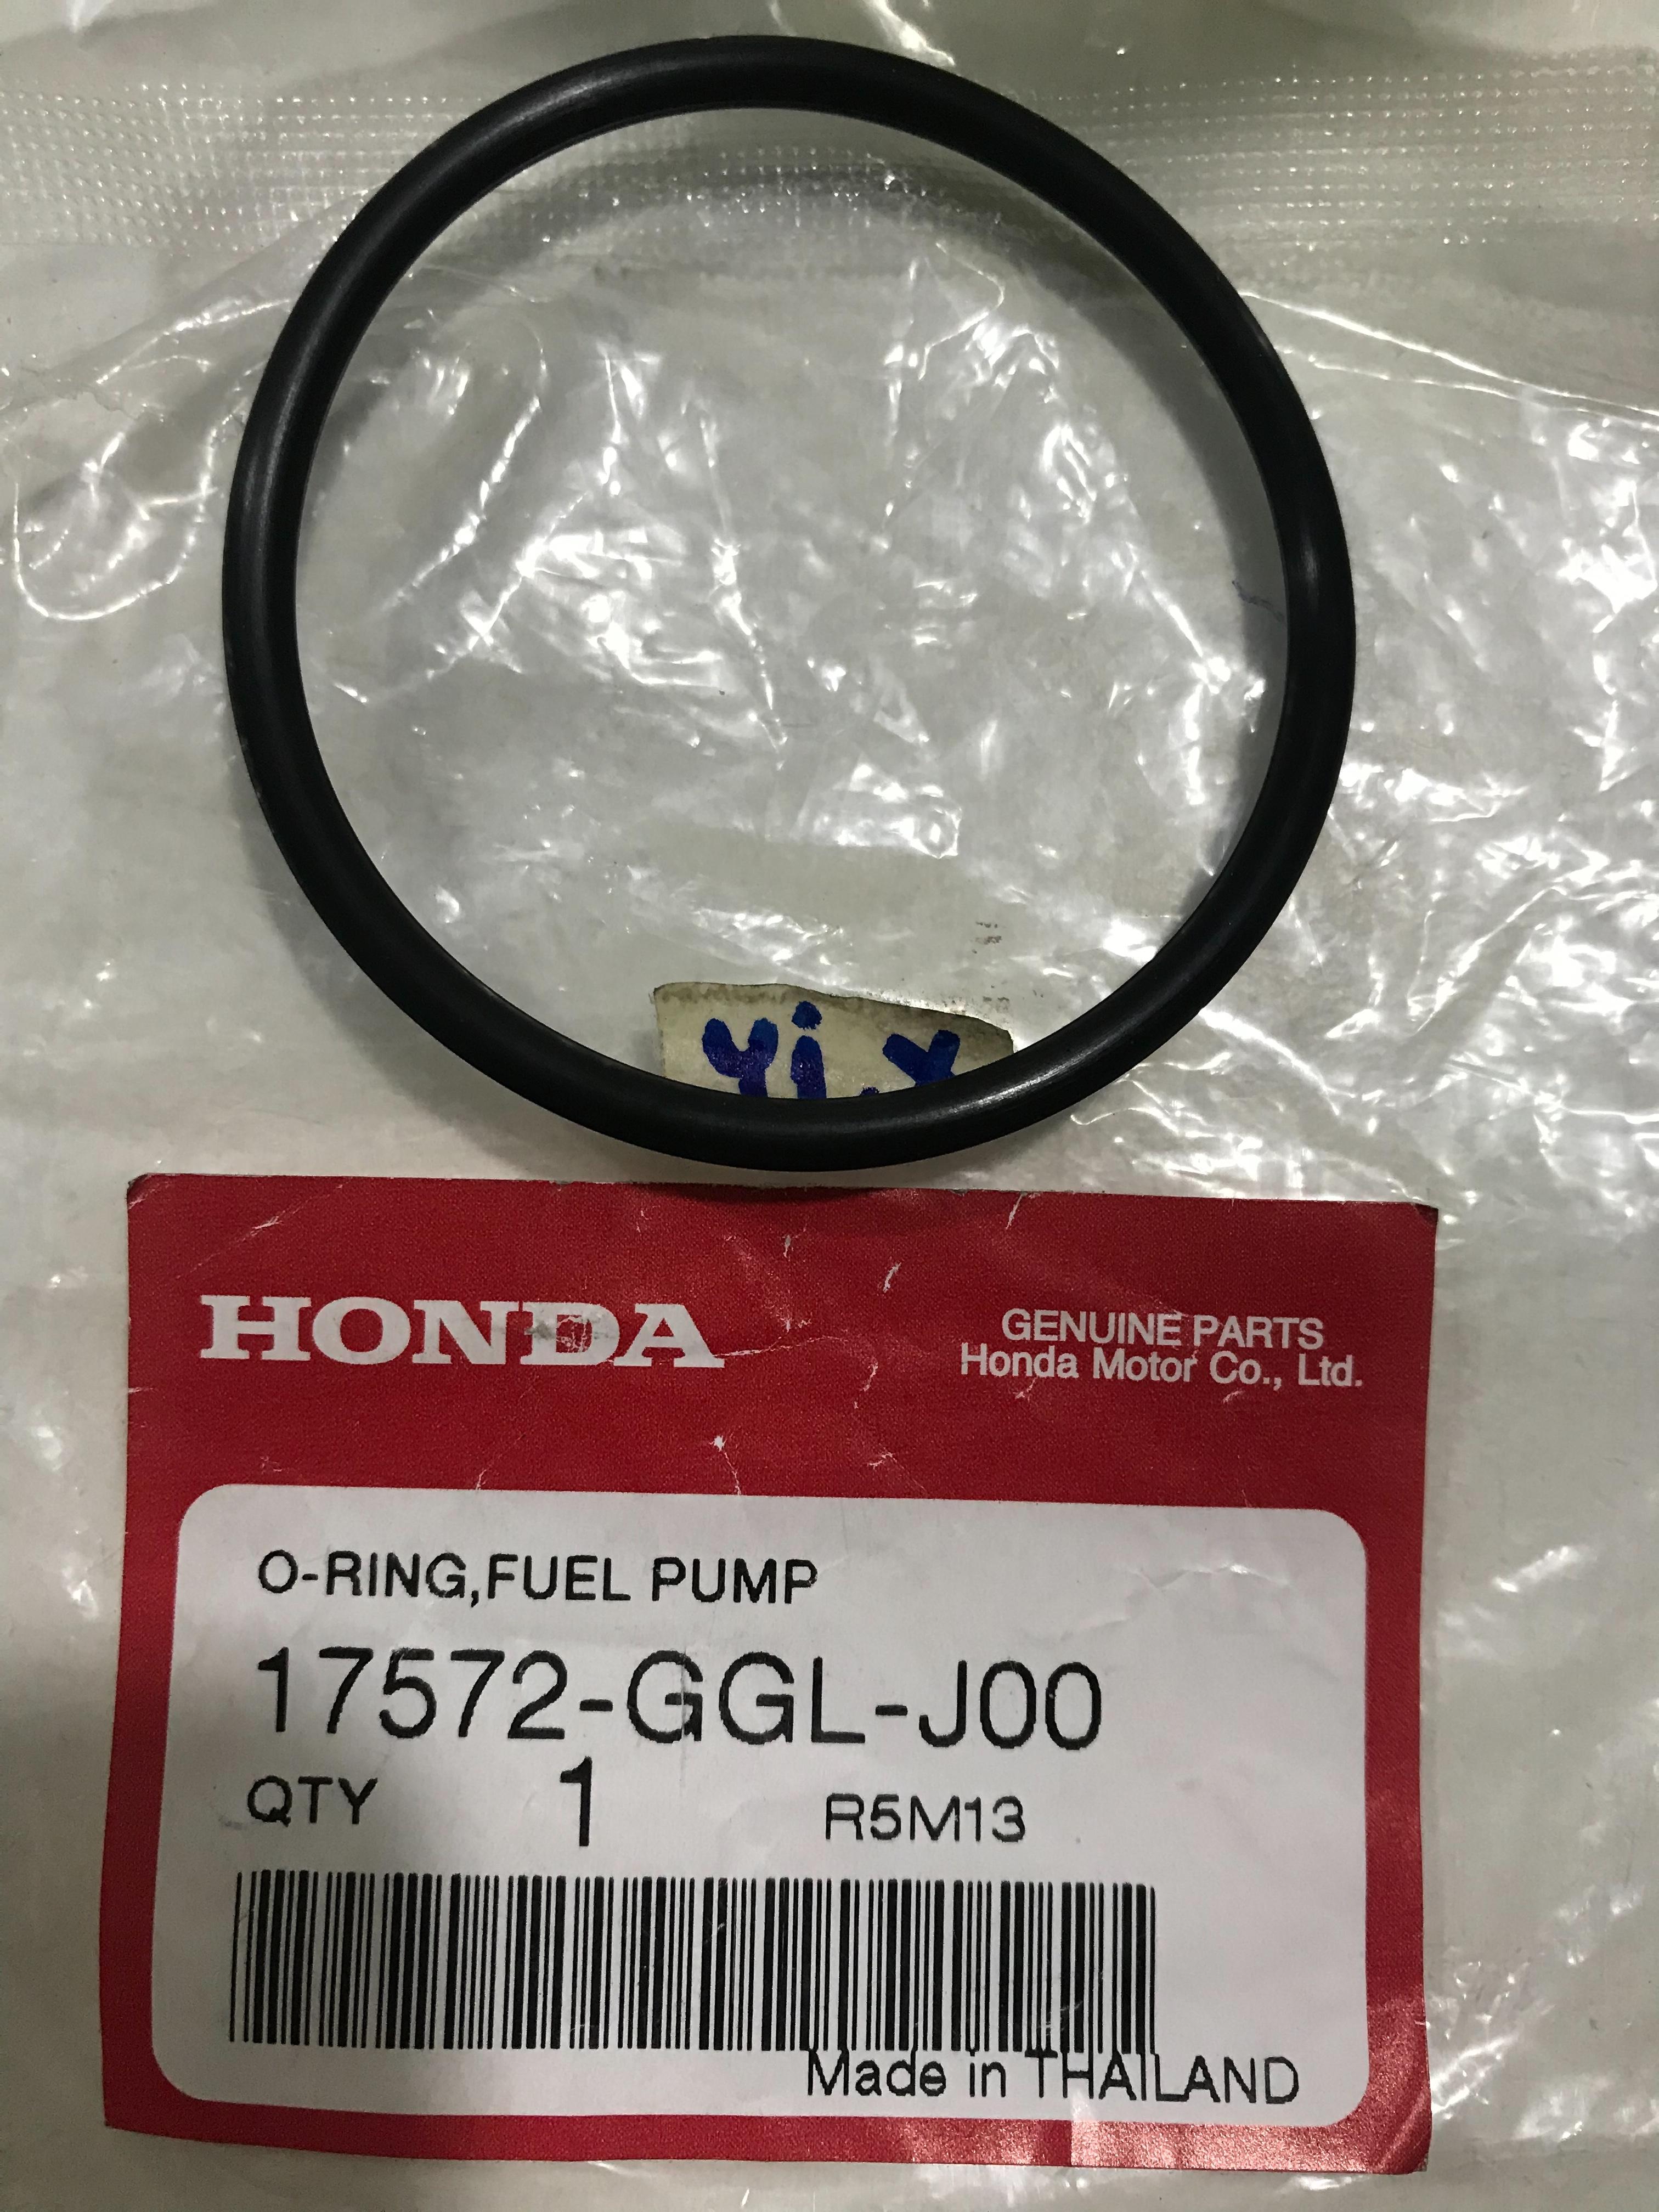 HONDA
GENUINE PARTS
Honda Motor Co., Ltd.
O-RING,FUEL PUMP
17572-GGL-J00
QTY 1 R5M13
Made in THAILAND